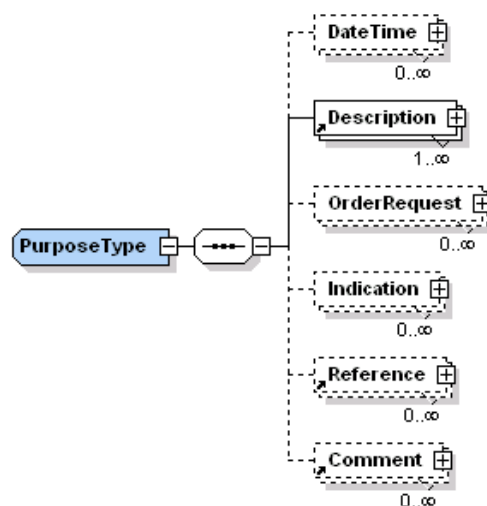 DateTime
0..∞
Description
1..∞
OrderRequest
0..∞
PurposeType
Indication
0..∞
Reference
0..∞
Comment
0..∞